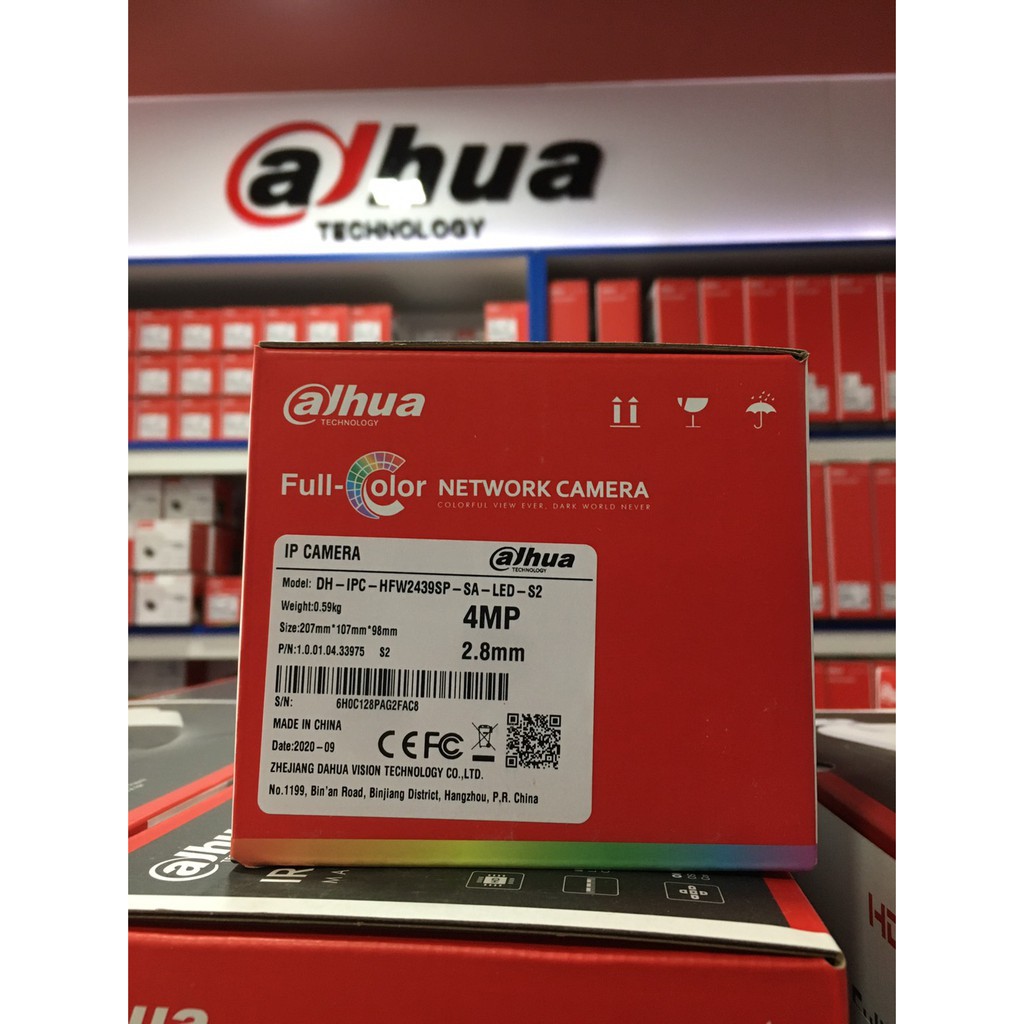 alhua
TECHNOLOGY
alhua
TECHNOLOGY
Full-Color NETWORK CAMERA
COLORFUL VIEW EVER, DARK WORLD NEVER
IP CAMERA alhua
TECHNOLOGY
Model: DH-IPC-HFW2439SP-SA-LED-S2
Weight:0.59kg 4MP
Size:207mm*107mm*98mm
P/N:1.0.01.04.33975 S2 2.8mm
S/N: 6H0C128PAG2FAC8
MADE IN CHINA
Date:2020-09 CE FC
ZHEJIANG DAHUA VISION TECHNOLOGY CO.,LTD.
No.1199, Bin'an Road, Binjiang District, Hangzhou, P.R. China